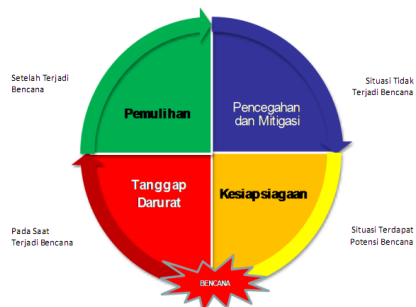 Setelah Terjadi
Bencana
Situasi Tidak
Terjadi Bencana
Pemulihan
Pencegahan
dan Mitigasi
Tanggap
Darurat
Kesiapsiagaan
Pada Saat
Terjadi Bencana
Situasi Terdapat
Potensi Bencana
BENCANA